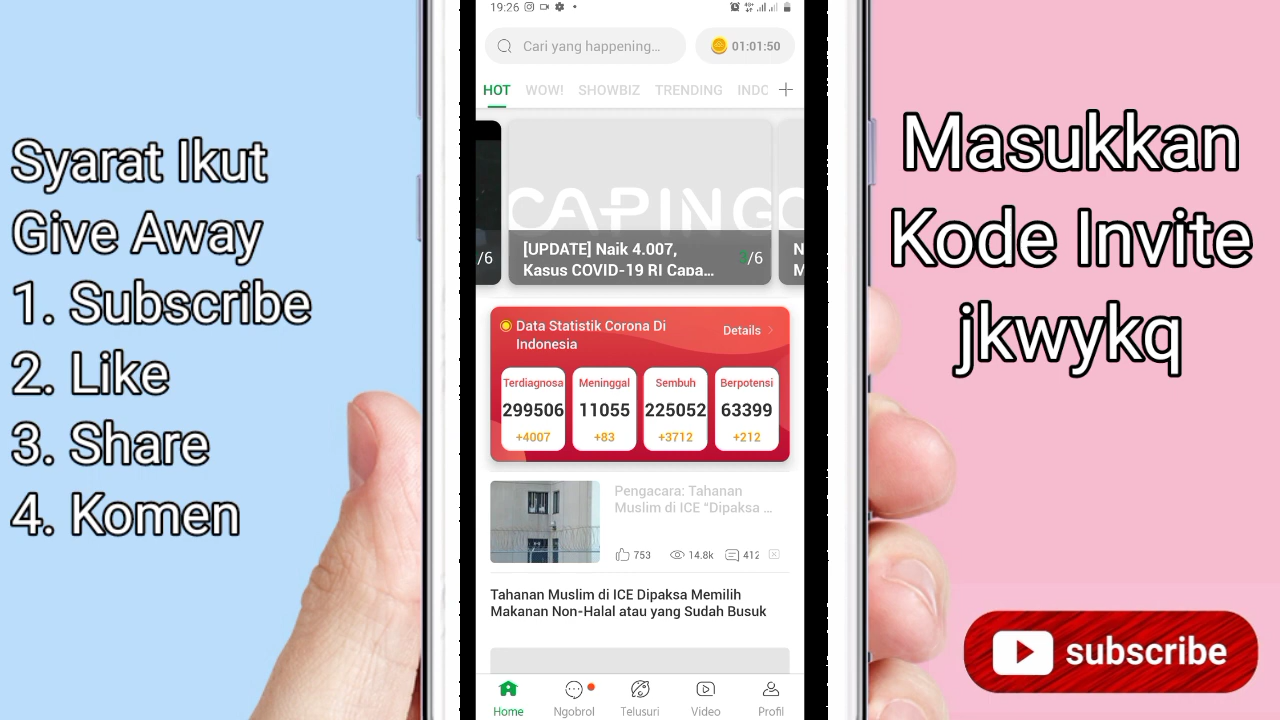 Syarat Ikut
Give Away
1. Subscribe
2. Like
3. Share
4. Komen
19:26
Cari yang happening...
01:01:50
HOT WOW! SHOWBIZ TRENDING INDO
CAPING
[UPDATE] Naik 4.007,
Kasus COVID-19 RI Capa...
/6
/6
N
M
Data Statistik Corona Di
Indonesia
Details
Terdiagnosa Meninggal Sembuh Berpotensi
299506 11055 225052 63399
+4007 +83 +3712 +212
Pengacara: Tahanan
Muslim di ICE “Dipaksa ...
753 14.8k 412
Tahanan Muslim di ICE Dipaksa Memilih
Makanan Non-Halal atau yang Sudah Busuk
Home Ngobrol Telusuri Video Profil
Masukkan
Kode Invite
jkwykq
subscribe